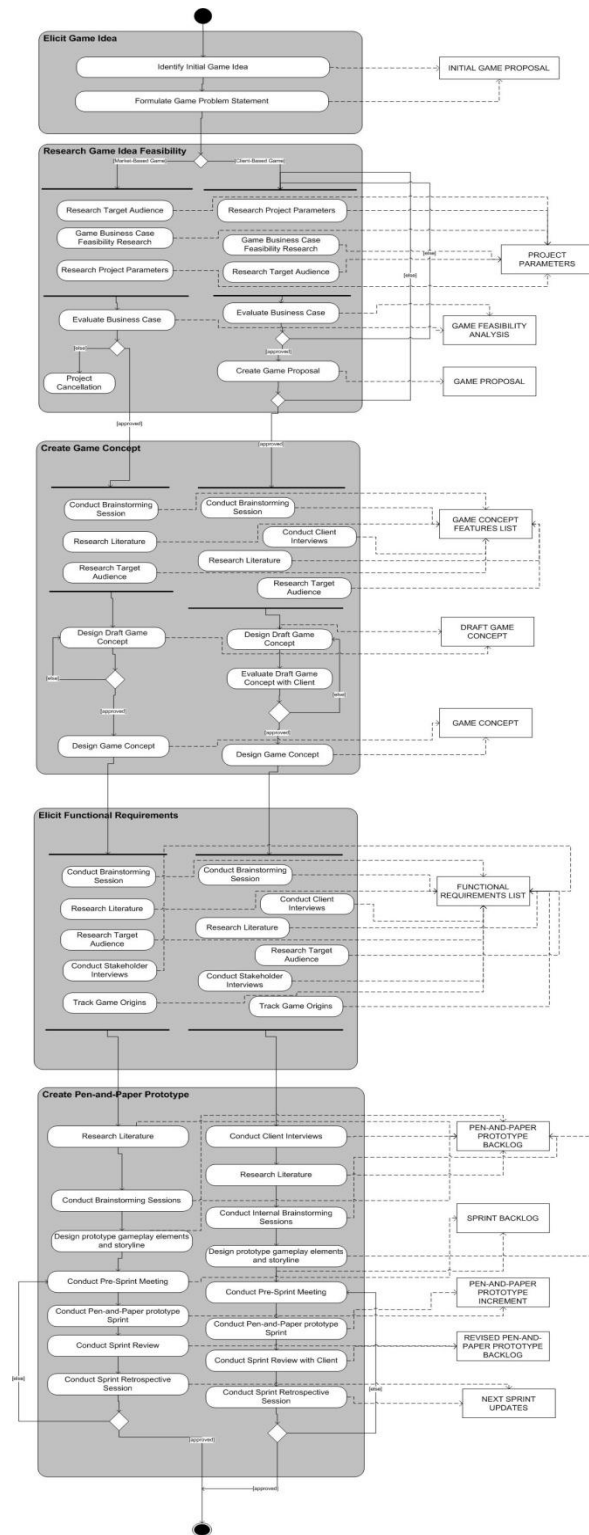 Elicit Game Idea
Identify Initial Game Idea
INITIAL GAME PROPOSAL
Formulate Game Problem Statement
Research Game Idea Feasibility
[Market-Based Game]
[Client-Based Game]
Research Target Audience
Research Project Parameters
Game Business Case
Feasibility Research
Game Business Case
Feasibility Research
[else]
[else]
PROJECT
PARAMETERS
Research Project Parameters
Research Target Audience
Evaluate Business Case
Evaluate Business Case
GAME FEASIBILITY
ANALYSIS
[else]
[approved]
Project
Cancellation
Create Game Proposal
GAME PROPOSAL
[approved]
[approved]
Create Game Concept
Conduct Brainstorming
Session
Conduct Brainstorming
Session
GAME CONCEPT
FEATURES LIST
Research Literature
Conduct Client
Interviews
Research Literature
Research Target
Audience
Research Target
Audience
Design Draft Game
Concept
Design Draft Game
Concept
DRAFT GAME
CONCEPT
[else]
Evaluate Draft Game
Concept with Client
[else]
[approved]
[approved]
GAME CONCEPT
Design Game Concept
Design Game Concept
Elicit Functional Requirements
Conduct Brainstorming
Session
Conduct Brainstorming
Session
FUNCTIONAL
REQUIREMENTS LIST
Research Literature
Conduct Client
Interviews
Research Literature
Research Target
Audience
Research Target
Audience
Conduct Stakeholder
Interviews
Conduct Stakeholder
Interviews
Track Game Origins
Track Game Origins
Create Pen-and-Paper Prototype
Research Literature
Conduct Client Interviews
PEN-AND-PAPER
PROTOTYPE
BACKLOG
Research Literature
Conduct Brainstorming Sessions
Conduct Internal Brainstorming
Sessions
SPRINT BACKLOG
Design prototype gameplay elements
and storyline
Design prototype gameplay elements
and storyline
Conduct Pre-Sprint Meeting
Conduct Pre-Sprint Meeting
PEN-AND-PAPER
PROTOTYPE
INCREMENT
Conduct Pen-and-Paper prototype
Sprint
Conduct Pen-and-Paper prototype
Sprint
Conduct Sprint Review
Conduct Sprint Review with Client
REVISED PEN-AND-
PAPER PROTOTYPE
BACKLOG
[else]
[else]
Conduct Sprint Retrospective
Session
Conduct Sprint Retrospective
Session
NEXT SPRINT
UPDATES
[approved]